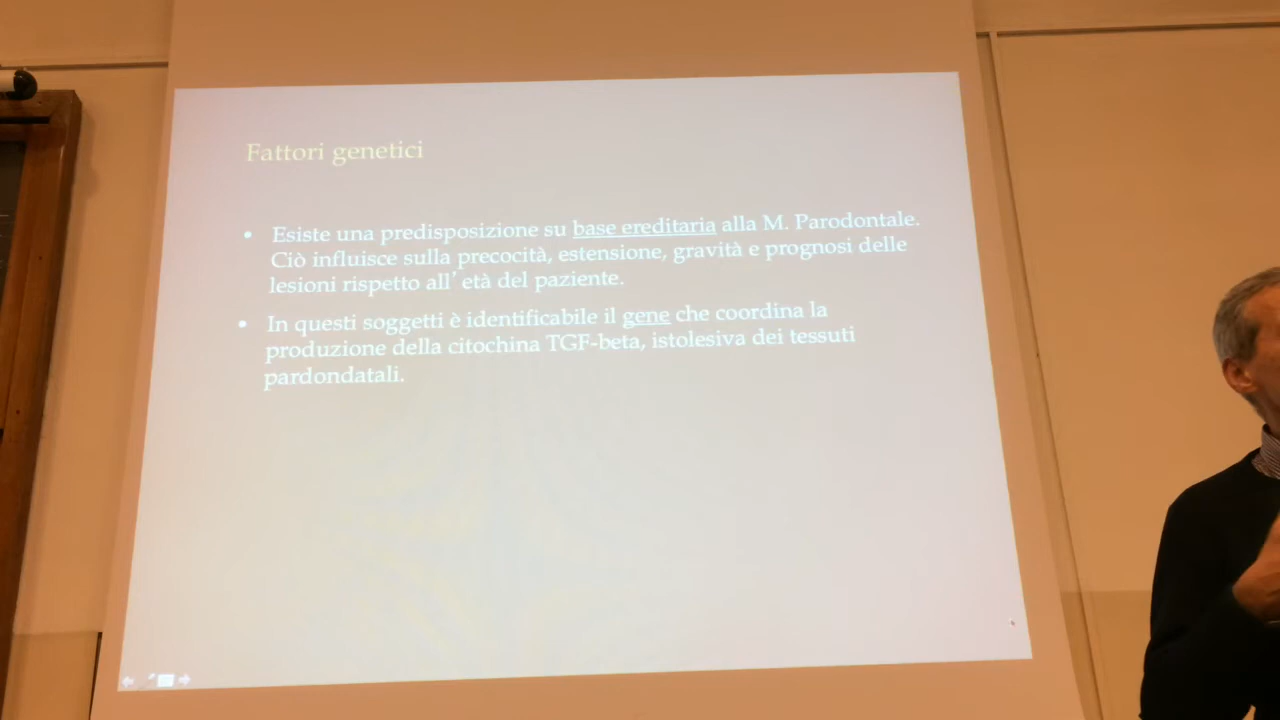 Fattori genetici
• Esiste una predisposizione su base ereditaria alla M. Parodontale.
Ciò influisce sulla precocità, estensione, gravità e prognosi delle
lesioni rispetto all' età del paziente.
• In questi soggetti è identificabile il gene che coordina la
produzione della citochina TGF-beta, istolesiva dei tessuti
pardondatali.